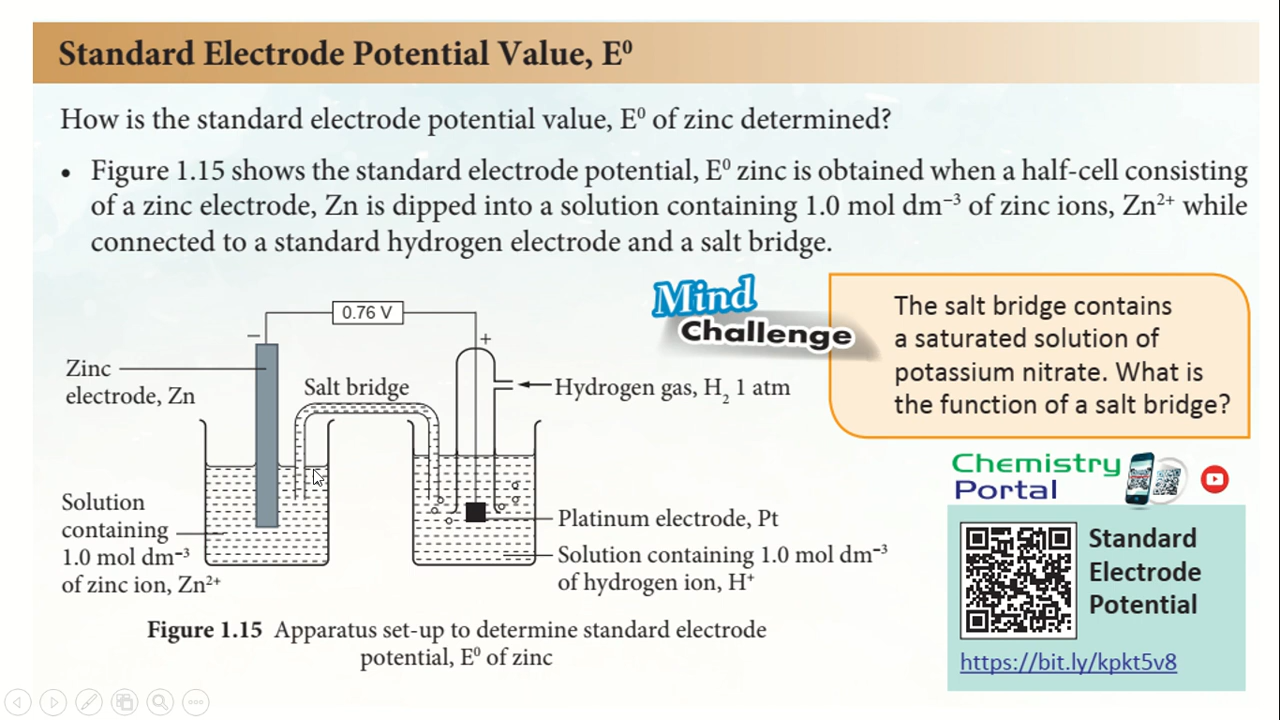 Standard Electrode Potential Value, E⁰
How is the standard electrode potential value, E⁰ of zinc determined?
• Figure 1.15 shows the standard electrode potential, E⁰ zinc is obtained when a half-cell consisting
of a zinc electrode, Zn is dipped into a solution containing 1.0 mol dm⁻³ of zinc ions, Zn²⁺ while
connected to a standard hydrogen electrode and a salt bridge.
Mind
Challenge
The salt bridge contains
a saturated solution of
potassium nitrate. What is
the function of a salt bridge?
0.76 V
−
+
Zinc
electrode, Zn
Salt bridge
Hydrogen gas, H₂ 1 atm
Solution
containing
1.0 mol dm⁻³
of zinc ion, Zn²⁺
Platinum electrode, Pt
Solution containing 1.0 mol dm⁻³
of hydrogen ion, H⁺
Figure 1.15 Apparatus set-up to determine standard electrode
potential, E⁰ of zinc
Chemistry
Portal
Standard
Electrode
Potential
https://bit.ly/kpkt5v8